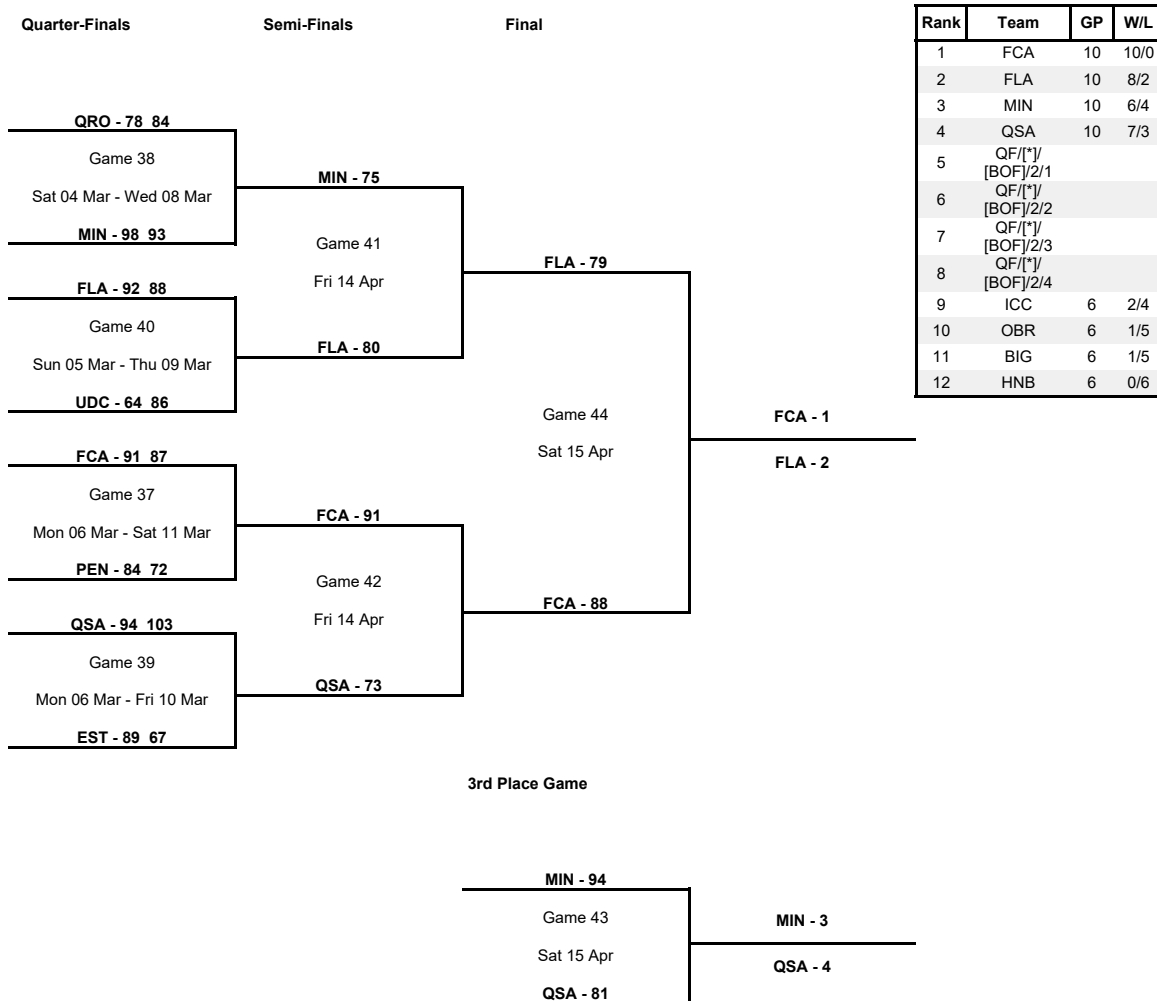 Quarter-Finals Semi-Finals Final
QRO - 78 84
Game 38
Sat 04 Mar - Wed 08 Mar
MIN - 98 93
FLA - 92 88
Game 40
Sun 05 Mar - Thu 09 Mar
UDC - 64 86
FCA - 91 87
Game 37
Mon 06 Mar - Sat 11 Mar
PEN - 84 72
QSA - 94 103
Game 39
Mon 06 Mar - Fri 10 Mar
EST - 89 67
MIN - 75
Game 41
Fri 14 Apr
FLA - 80
FCA - 91
Game 42
Fri 14 Apr
QSA - 73
FLA - 79
Game 44
Sat 15 Apr
FCA - 88
FCA - 1
FLA - 2
3rd Place Game
MIN - 94
Game 43
Sat 15 Apr
QSA - 81
MIN - 3
QSA - 4
Rank Team GP W/L
1 FCA 10 10/0
2 FLA 10 8/2
3 MIN 10 6/4
4 QSA 10 7/3
5 QF/[*]/
[BOF]/2/1
6 QF/[*]/
[BOF]/2/2
7 QF/[*]/
[BOF]/2/3
8 QF/[*]/
[BOF]/2/4
9 ICC 6 2/4
10 OBR 6 1/5
11 BIG 6 1/5
12 HNB 6 0/6